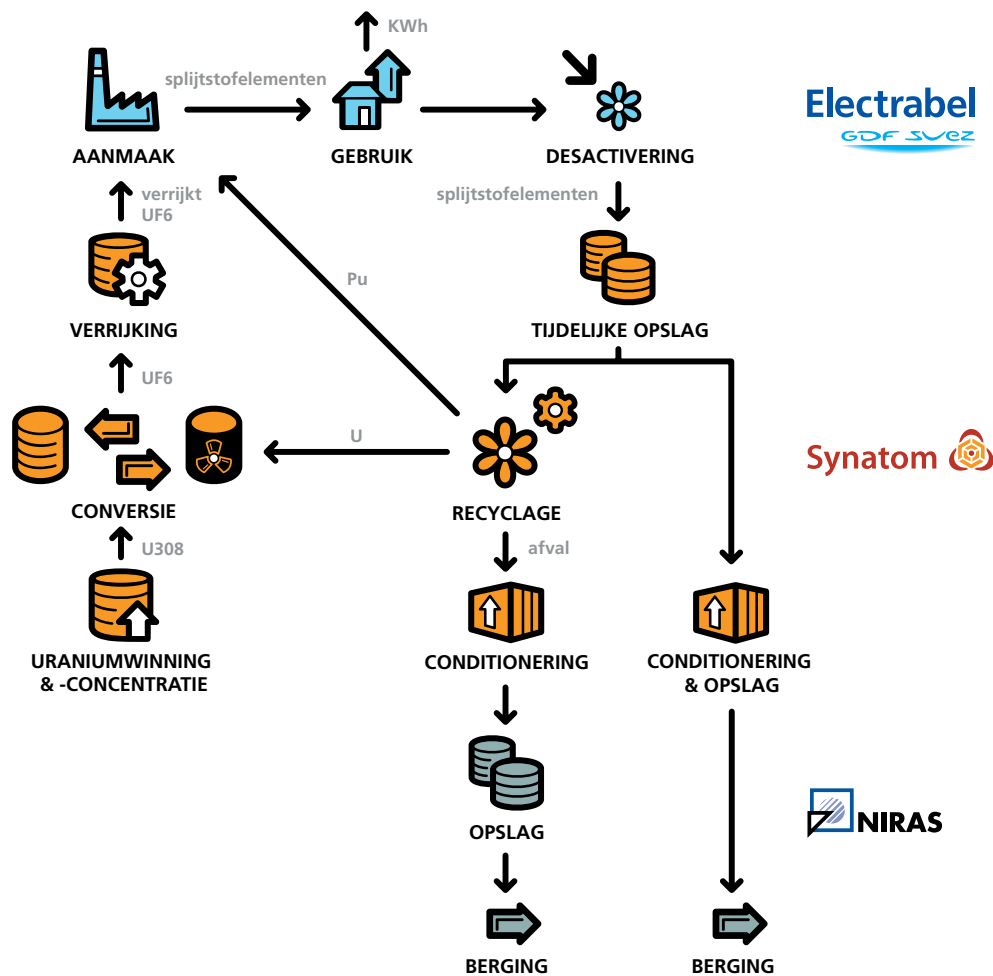 KWh
splijtstofelementen
Electrabel
GDF SUEZ
AANMAAK
GEBRUIK
DESACTIVERING
verrijkt
UF6
splijtstofelementen
Pu
VERRIJKING
TIJDELIJKE OPSLAG
UF6
U
Synatom
CONVERSIE
RECYCLAGE
U308
afval
URANIUMWINNING
& -CONCENTRATIE
CONDITIONERING
CONDITIONERING
& OPSLAG
NIRAS
OPSLAG
BERGING
BERGING